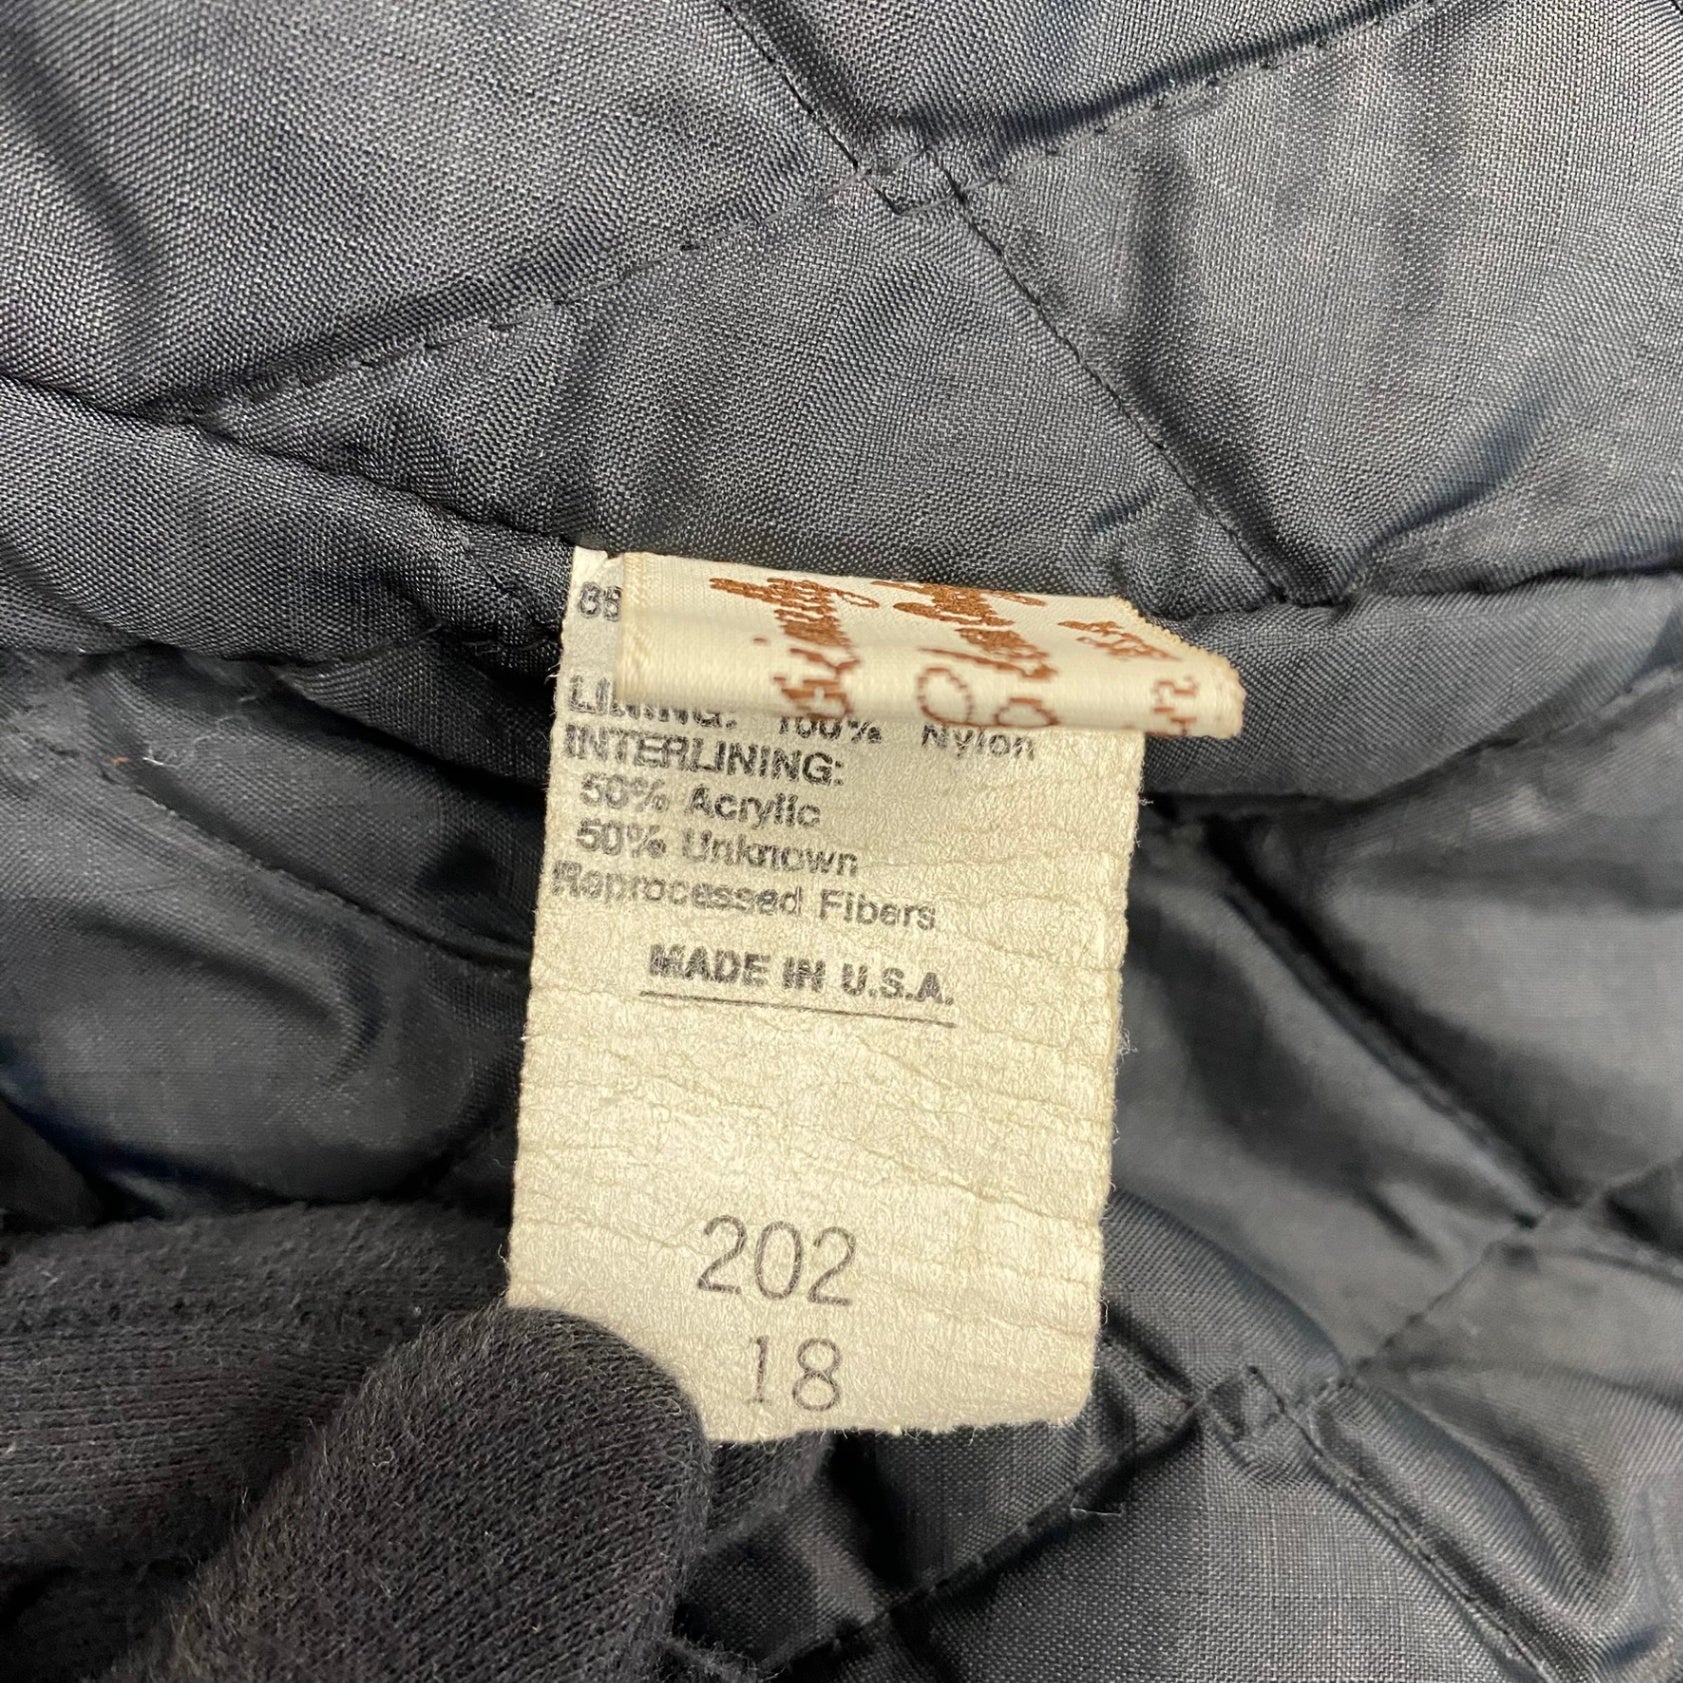 LINING: 100% Nylon
INTERLINING:
50% Acrylic
50% Unknown
Reprocessed Fibers
MADE IN U.S.A.
202
18